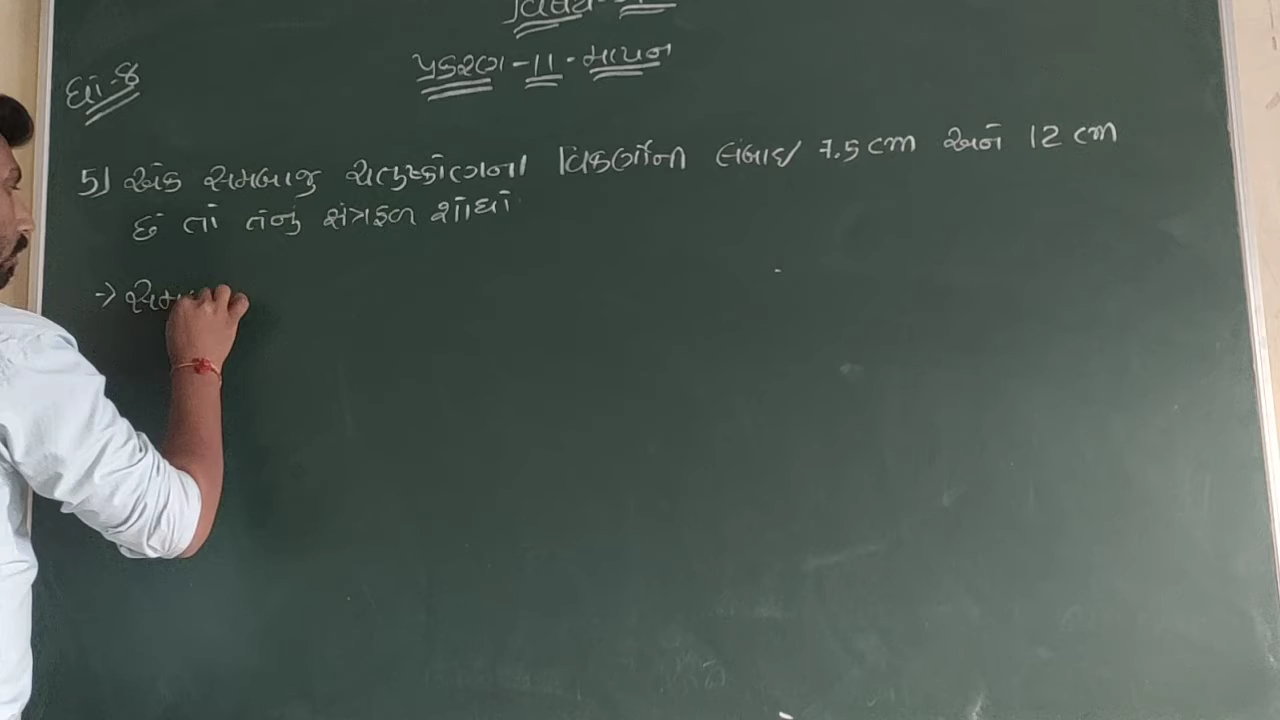 ધો-8
પ્રકરણ-11-માપન
5) એક સમબાજુ ચતુષ્કોણના વિકર્ણોની લંબાઇ 7.5 cm અને 12 cm
છે તો તેનું ક્ષેત્રફળ શોધો